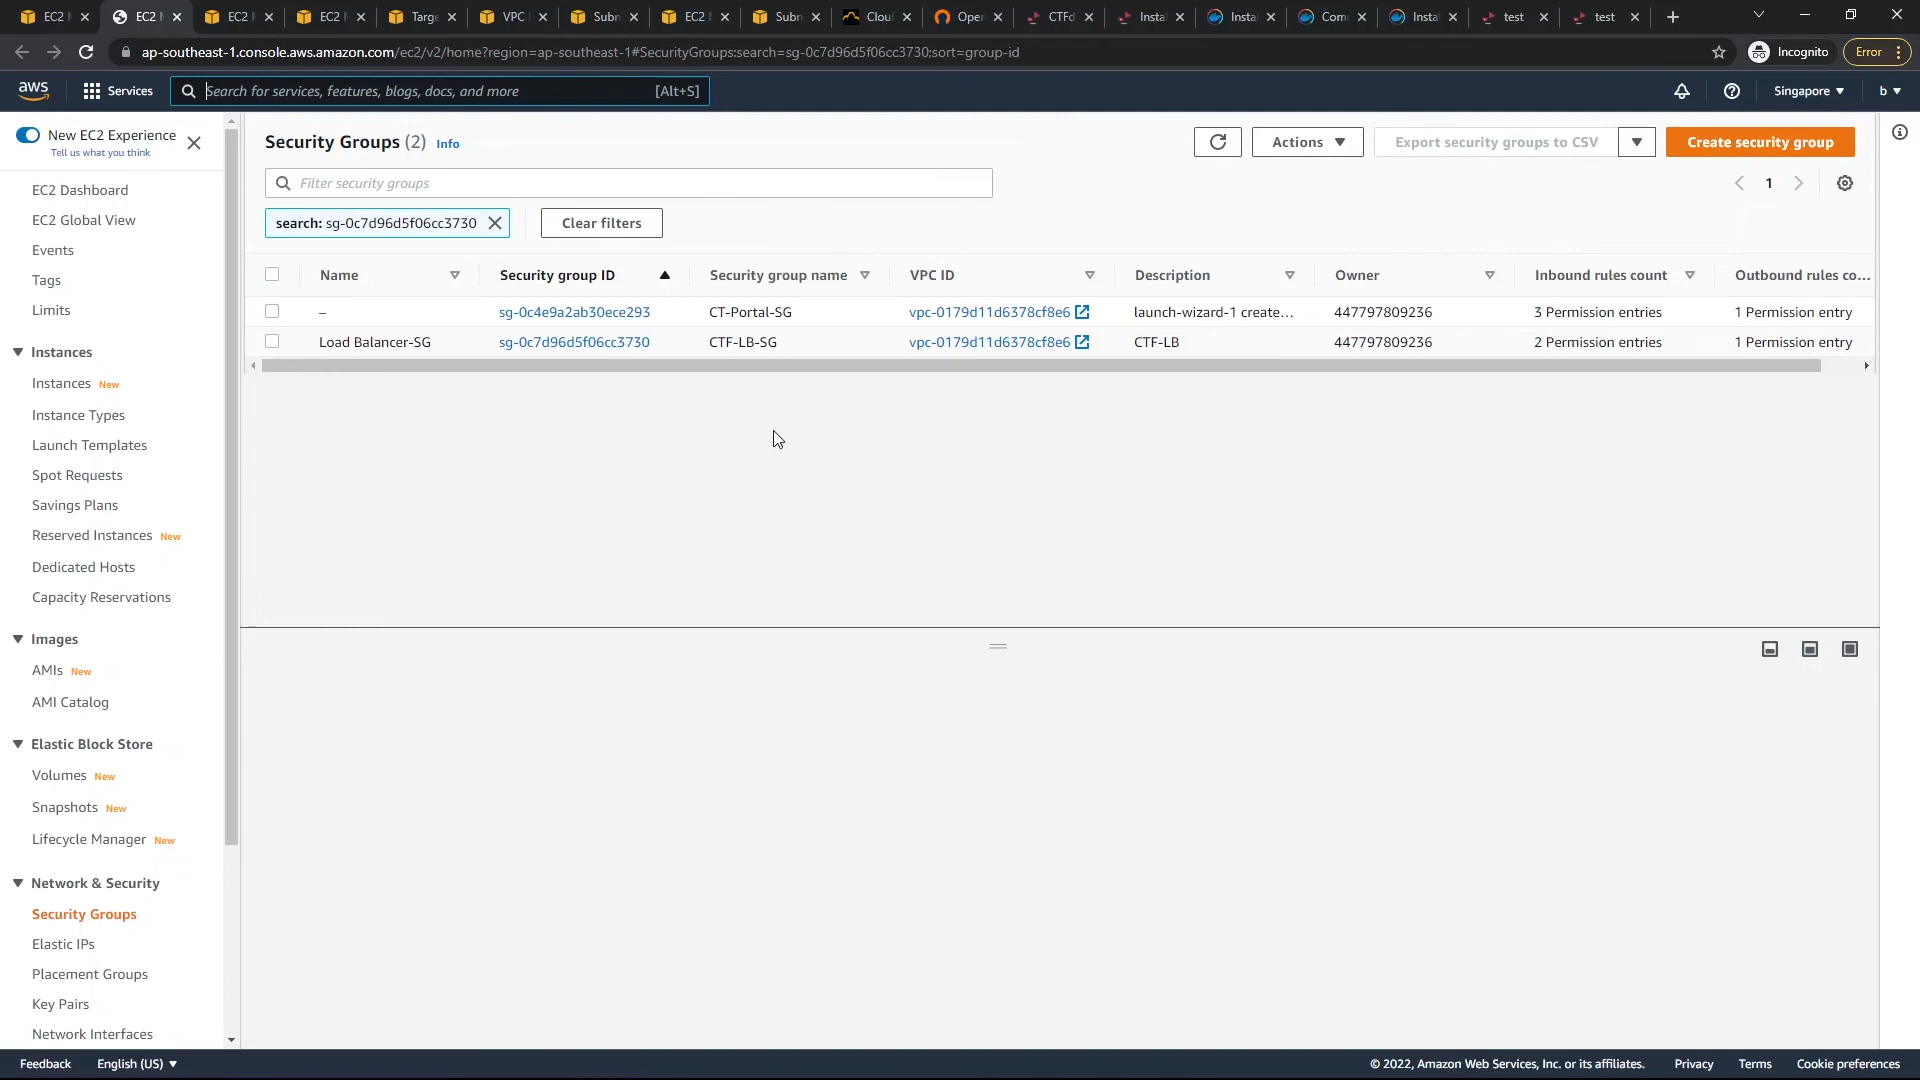 EC2 M
EC2 M
EC2 M
EC2 M
Targe
VPC
Subn
EC2
Subn
Clou
Oper
CTFd
Insta
Insta
Com
Insta
test
test
ap-southeast-1.console.aws.amazon.com/ec2/v2/home?region=ap-southeast-1#SecurityGroups:search=sg-0c7d96d5f06cc3730;sort=group-id
Incognito
Error
aws
Services
Search for services, features, blogs, docs, and more
[Alt+S]
Singapore
b
New EC2 Experience
Tell us what you think
EC2 Dashboard
EC2 Global View
Events
Tags
Limits
Instances
Instances New
Instance Types
Launch Templates
Spot Requests
Savings Plans
Reserved Instances New
Dedicated Hosts
Capacity Reservations
Images
AMIs New
AMI Catalog
Elastic Block Store
Volumes New
Snapshots New
Lifecycle Manager New
Network & Security
Security Groups
Elastic IPs
Placement Groups
Key Pairs
Network Interfaces
Security Groups (2) Info
Actions
Export security groups to CSV
Create security group
Filter security groups
1
search: sg-0c7d96d5f06cc3730
Clear filters
Name Security group ID Security group name VPC ID Description Owner Inbound rules count Outbound rules co...
– sg-0c4e9a2ab30ece293 CT-Portal-SG vpc-0179d11d6378cf8e6 launch-wizard-1 create... 447797809236 3 Permission entries 1 Permission entry
Load Balancer-SG sg-0c7d96d5f06cc3730 CTF-LB-SG vpc-0179d11d6378cf8e6 CTF-LB 447797809236 2 Permission entries 1 Permission entry
Feedback English (US) © 2022, Amazon Web Services, Inc. or its affiliates. Privacy Terms Cookie preferences